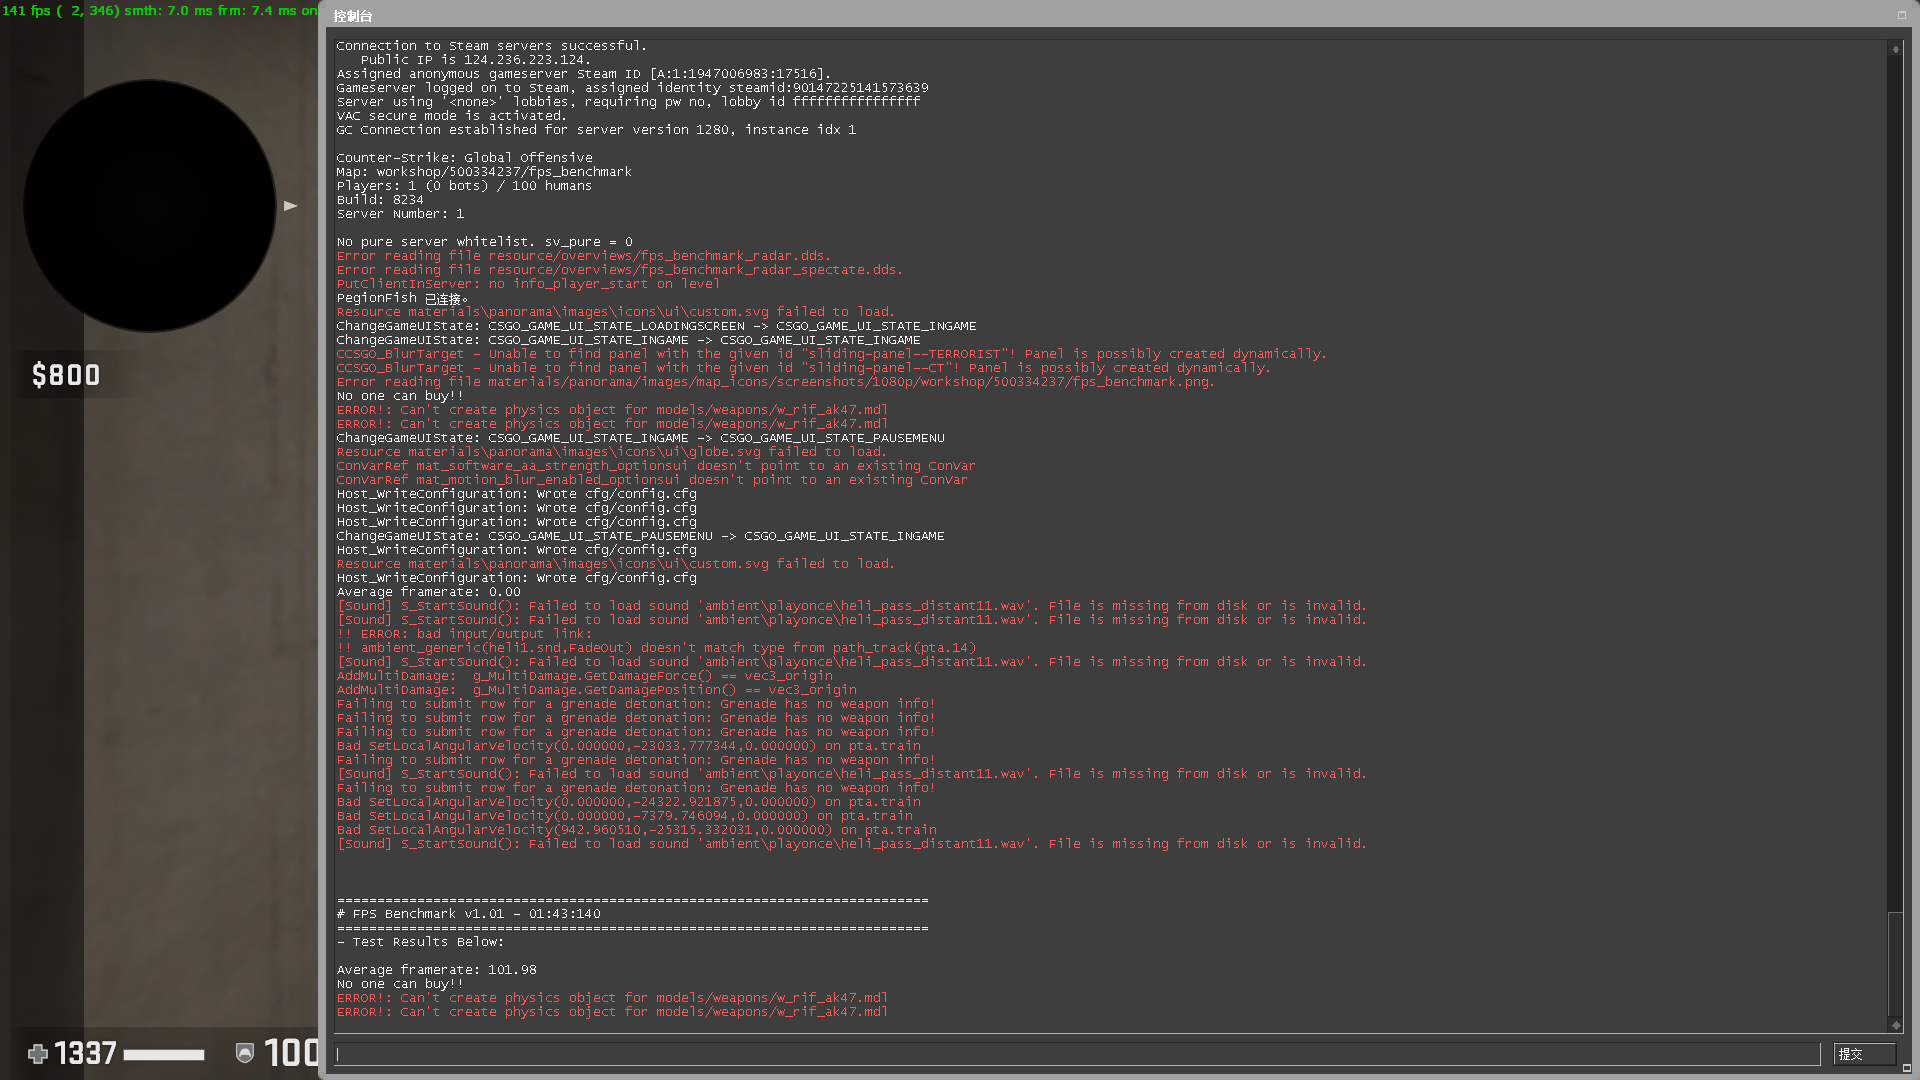 141 fps ( 2, 346) smth: 7.0 ms frm: 7.4 ms on
控制台
Connection to Steam servers successful.
Public IP is 124.236.223.124.
Assigned anonymous gameserver Steam ID [A:1:1947006983:17516].
Gameserver logged on to Steam, assigned identity steamid:90147225141573639
Server using '<none>' lobbies, requiring pw no, lobby id ffffffffffffffff
VAC secure mode is activated.
GC Connection established for server version 1280, instance idx 1
Counter-Strike: Global Offensive
Map: workshop/500334237/fps_benchmark
Players: 1 (0 bots) / 100 humans
Build: 8234
Server Number: 1
No pure server whitelist. sv_pure = 0
Error reading file resource/overviews/fps_benchmark_radar.dds.
Error reading file resource/overviews/fps_benchmark_radar_spectate.dds.
PutClientInServer: no info_player_start on level
PegionFish 已连接。
Resource materials\panorama\images\icons\ui\custom.svg failed to load.
ChangeGameUIState: CSGO_GAME_UI_STATE_LOADINGSCREEN -> CSGO_GAME_UI_STATE_INGAME
ChangeGameUIState: CSGO_GAME_UI_STATE_INGAME -> CSGO_GAME_UI_STATE_INGAME
CCSGO_BlurTarget - Unable to find panel with the given id "sliding-panel--TERRORIST"! Panel is possibly created dynamically.
CCSGO_BlurTarget - Unable to find panel with the given id "sliding-panel--CT"! Panel is possibly created dynamically.
Error reading file materials/panorama/images/map_icons/screenshots/1080p/workshop/500334237/fps_benchmark.png.
No one can buy!!
ERROR!: Can't create physics object for models/weapons/w_rif_ak47.mdl
ERROR!: Can't create physics object for models/weapons/w_rif_ak47.mdl
ChangeGameUIState: CSGO_GAME_UI_STATE_INGAME -> CSGO_GAME_UI_STATE_PAUSEMENU
Resource materials\panorama\images\icons\ui\globe.svg failed to load.
ConVarRef mat_software_aa_strength_optionsui doesn't point to an existing ConVar
ConVarRef mat_motion_blur_enabled_optionsui doesn't point to an existing ConVar
Host_WriteConfiguration: Wrote cfg/config.cfg
Host_WriteConfiguration: Wrote cfg/config.cfg
Host_WriteConfiguration: Wrote cfg/config.cfg
ChangeGameUIState: CSGO_GAME_UI_STATE_PAUSEMENU -> CSGO_GAME_UI_STATE_INGAME
Host_WriteConfiguration: Wrote cfg/config.cfg
Resource materials\panorama\images\icons\ui\custom.svg failed to load.
Host_WriteConfiguration: Wrote cfg/config.cfg
Average framerate: 0.00
[Sound] S_StartSound(): Failed to load sound 'ambient\playonce\heli_pass_distant11.wav'. File is missing from disk or is invalid.
[Sound] S_StartSound(): Failed to load sound 'ambient\playonce\heli_pass_distant11.wav'. File is missing from disk or is invalid.
!! ERROR: bad input/output link:
!! ambient_generic(heli1.snd,FadeOut) doesn't match type from path_track(pta.14)
[Sound] S_StartSound(): Failed to load sound 'ambient\playonce\heli_pass_distant11.wav'. File is missing from disk or is invalid.
AddMultiDamage:  g_MultiDamage.GetDamageForce() == vec3_origin
AddMultiDamage:  g_MultiDamage.GetDamagePosition() == vec3_origin
Failing to submit row for a grenade detonation: Grenade has no weapon info!
Failing to submit row for a grenade detonation: Grenade has no weapon info!
Failing to submit row for a grenade detonation: Grenade has no weapon info!
Bad SetLocalAngularVelocity(0.000000,-23033.777344,0.000000) on pta.train
Failing to submit row for a grenade detonation: Grenade has no weapon info!
[Sound] S_StartSound(): Failed to load sound 'ambient\playonce\heli_pass_distant11.wav'. File is missing from disk or is invalid.
Failing to submit row for a grenade detonation: Grenade has no weapon info!
Bad SetLocalAngularVelocity(0.000000,-24322.921875,0.000000) on pta.train
Bad SetLocalAngularVelocity(0.000000,-7379.746094,0.000000) on pta.train
Bad SetLocalAngularVelocity(942.960510,-25315.332031,0.000000) on pta.train
[Sound] S_StartSound(): Failed to load sound 'ambient\playonce\heli_pass_distant11.wav'. File is missing from disk or is invalid.
==========================================================================
# FPS Benchmark v1.01 - 01:43:140
==========================================================================
- Test Results Below:
Average framerate: 101.98
No one can buy!!
ERROR!: Can't create physics object for models/weapons/w_rif_ak47.mdl
ERROR!: Can't create physics object for models/weapons/w_rif_ak47.mdl
提交
$800
1337
100